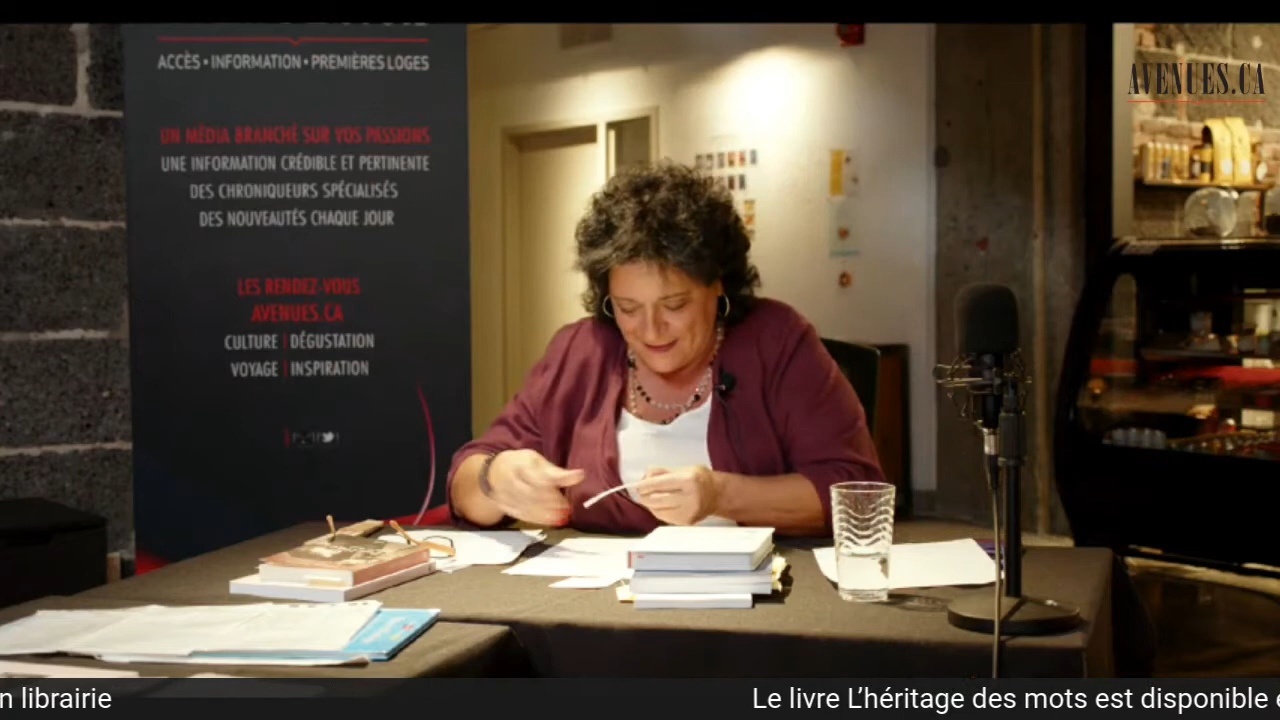 ACCÈS • INFORMATION • PREMIÈRES LOGES
UN MÉDIA BRANCHÉ SUR VOS PASSIONS
UNE INFORMATION CRÉDIBLE ET PERTINENTE
DES CHRONIQUEURS SPÉCIALISÉS
DES NOUVEAUTÉS CHAQUE JOUR
LES RENDEZ-VOUS
AVENUES.CA
CULTURE | DÉGUSTATION
VOYAGE | INSPIRATION
AVENUES.CA
n librairie
Le livre L’héritage des mots est disponible e